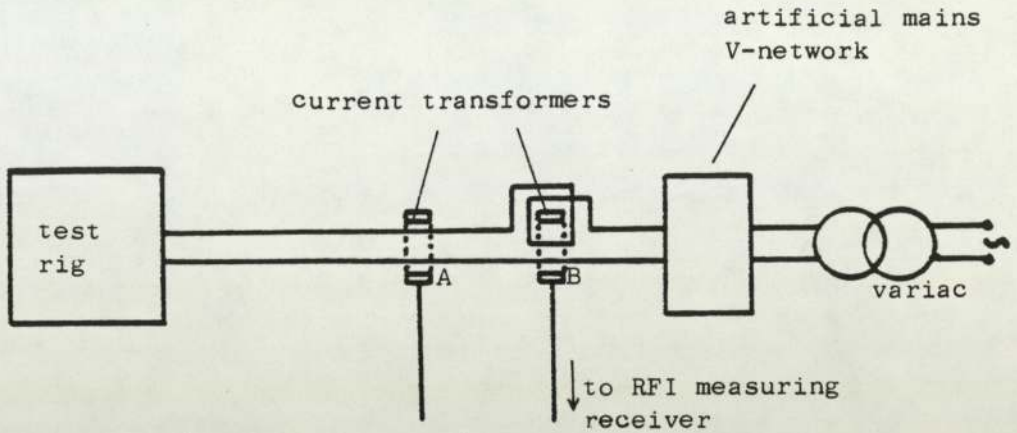 artificial mains
V-network
current transformers
test
rig
A
B
variac
to RFI measuring
receiver